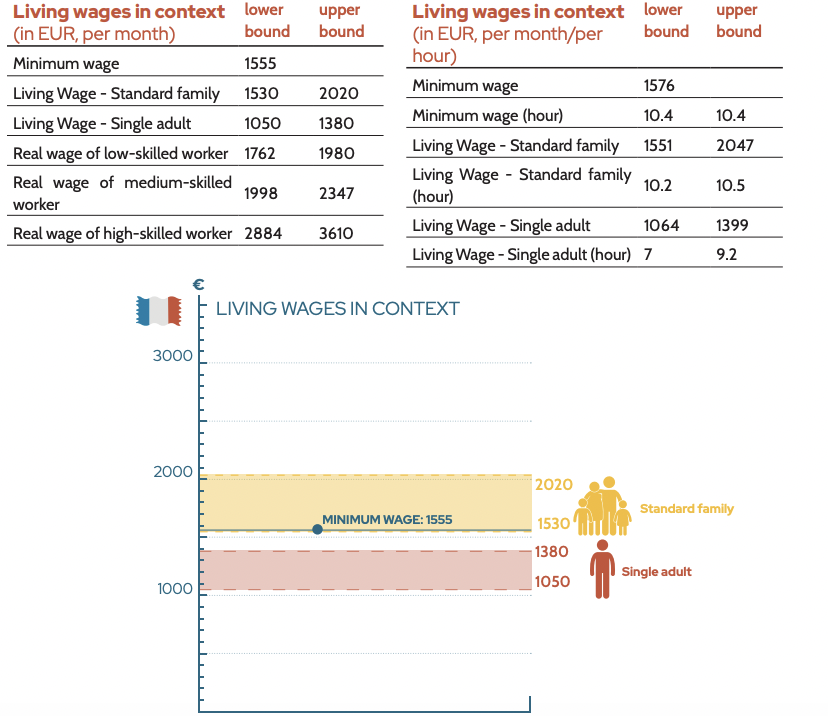 Living wages in context lower upper
(in EUR, per month) bound bound
Minimum wage 1555
Living Wage - Standard family 1530 2020
Living Wage - Single adult 1050 1380
Real wage of low-skilled worker 1762 1980
Real wage of medium-skilled
worker 1998 2347
Real wage of high-skilled worker 2884 3610
Living wages in context lower upper
(in EUR, per month/per bound bound
hour)
Minimum wage 1576
Minimum wage (hour) 10.4 10.4
Living Wage - Standard family 1551 2047
Living Wage - Standard family
(hour) 10.2 10.5
Living Wage - Single adult 1064 1399
Living Wage - Single adult (hour) 7 9.2
€
LIVING WAGES IN CONTEXT
3000
2000
2020
Standard family
MINIMUM WAGE: 1555
1530
1380
Single adult
1050
1000